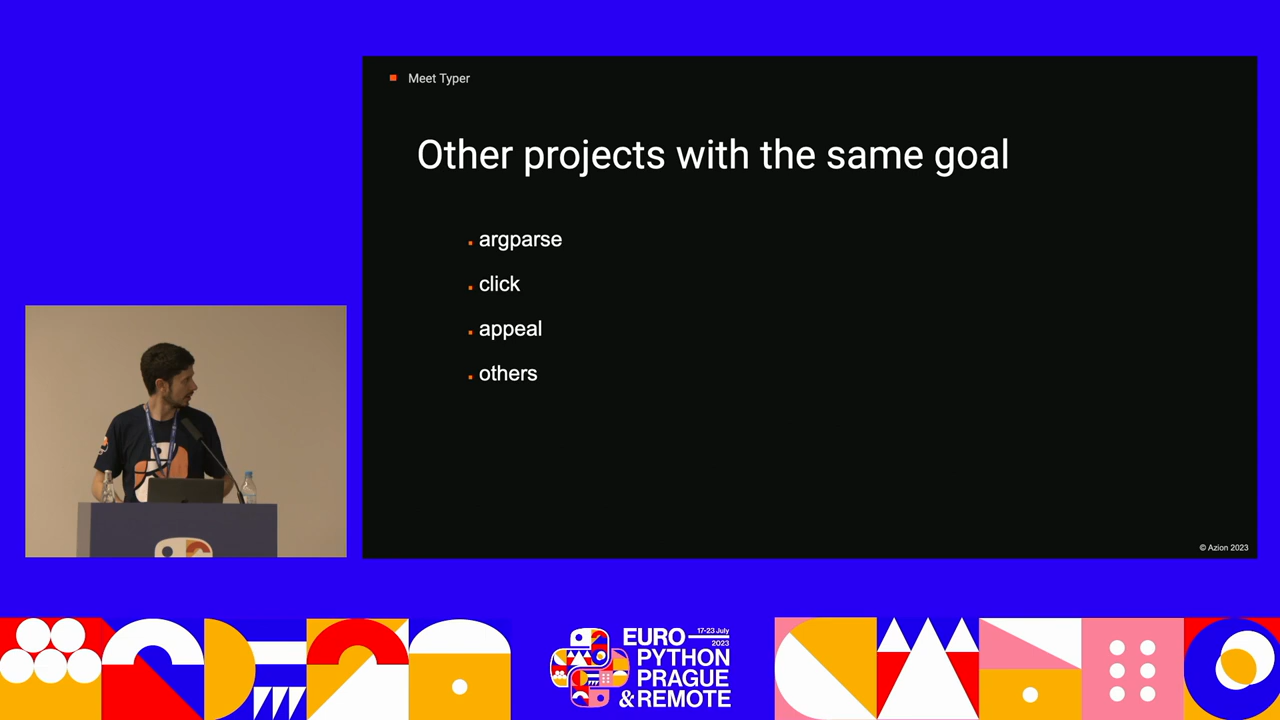 Meet Typer
Other projects with the same goal
argparse
click
appeal
others
© Azion 2023
EURO
17-23 July
2023
PYTHON
PRAGUE
& REMOTE